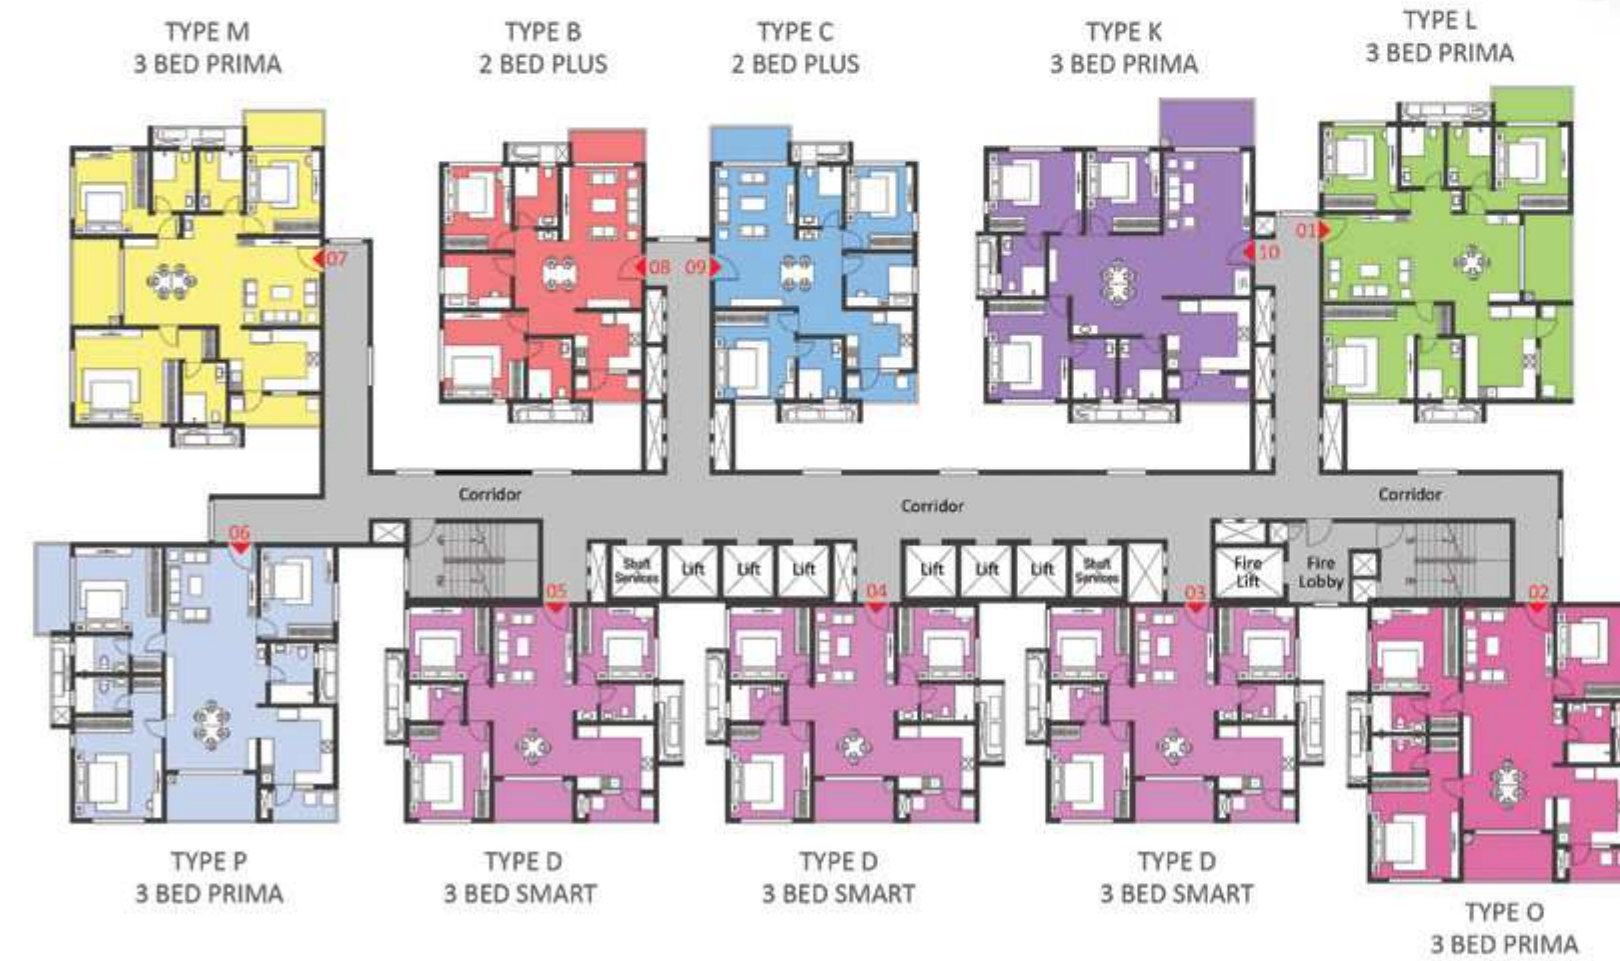 TYPE M
3 BED PRIMA
TYPE B
2 BED PLUS
TYPE C
2 BED PLUS
TYPE K
3 BED PRIMA
TYPE L
3 BED PRIMA
07
08
09
10
01
Corridor
Corridor
Corridor
06
05
04
03
02
Shaft
Services
Lift
Lift
Lift
Lift
Lift
Lift
Shaft
Services
Fire
Lift
Fire
Lobby
TYPE P
3 BED PRIMA
TYPE D
3 BED SMART
TYPE D
3 BED SMART
TYPE D
3 BED SMART
TYPE O
3 BED PRIMA